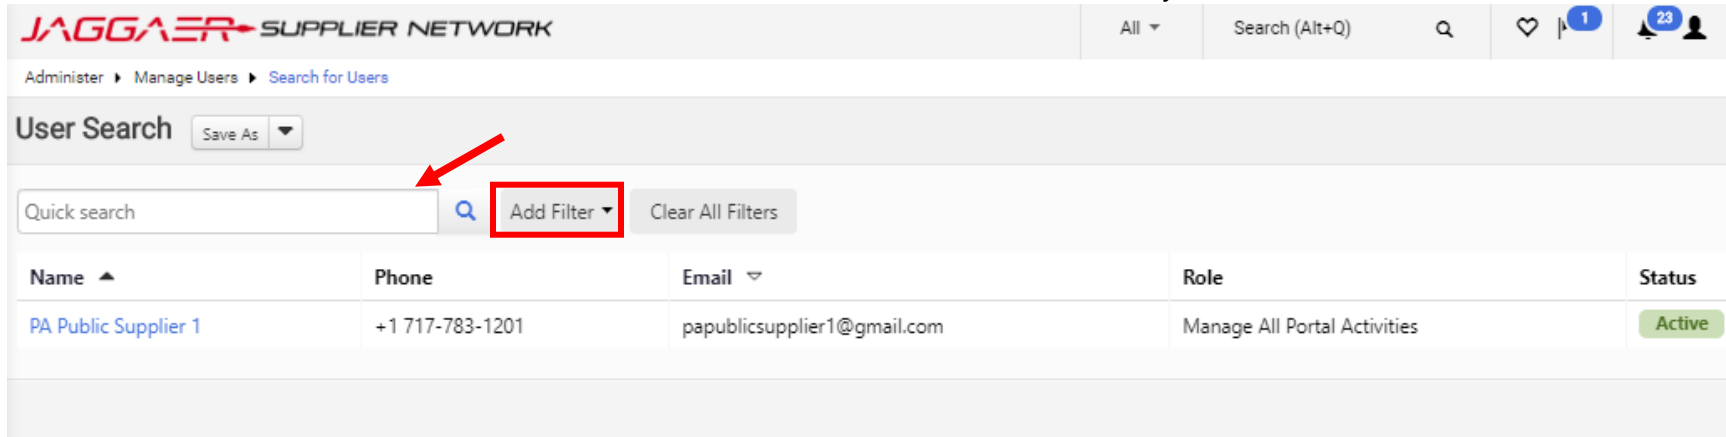 JAGGAER SUPPLIER NETWORK All Search (Alt+Q) 1 23
Administer Manage Users Search for Users
User Search Save As
Quick search Add Filter Clear All Filters
Name Phone Email Role Status
PA Public Supplier 1 +1 717-783-1201 papublicsupplier1@gmail.com Manage All Portal Activities Active